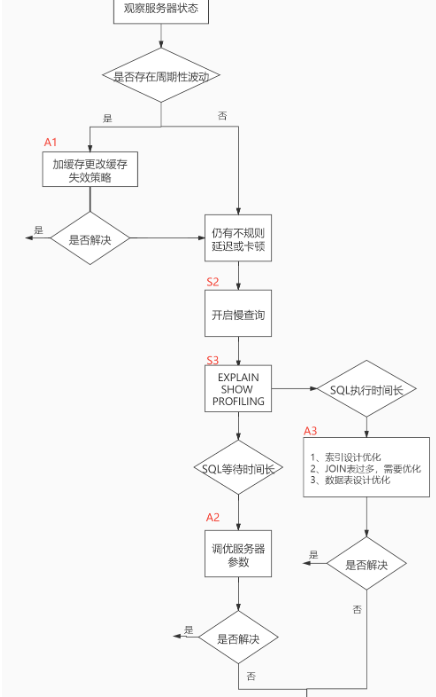 观察服务器状态
是否存在周期性波动
是
否
A1
加缓存更改缓存
失效策略
是
是否解决
仍有不规则
延迟或卡顿
S2
开启慢查询
S3
EXPLAIN
SHOW
PROFILING
SQL执行时间长
A3
1、索引设计优化
2、JOIN表过多，需要优化
3、数据表设计优化
SQL等待时间长
A2
调优服务器
参数
是
是否解决
否
是
是否解决
否